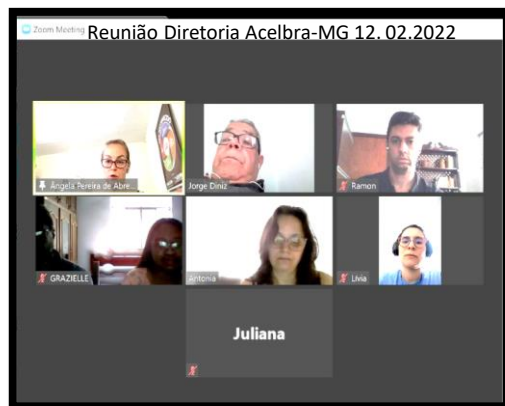 Zoom Meeting
Reunião Diretoria Acelbra-MG 12. 02.2022
Ângela Pereira de Abre...
Jorge Diniz
Ramon
GRAZIELLE
Antonia
Livia
Juliana